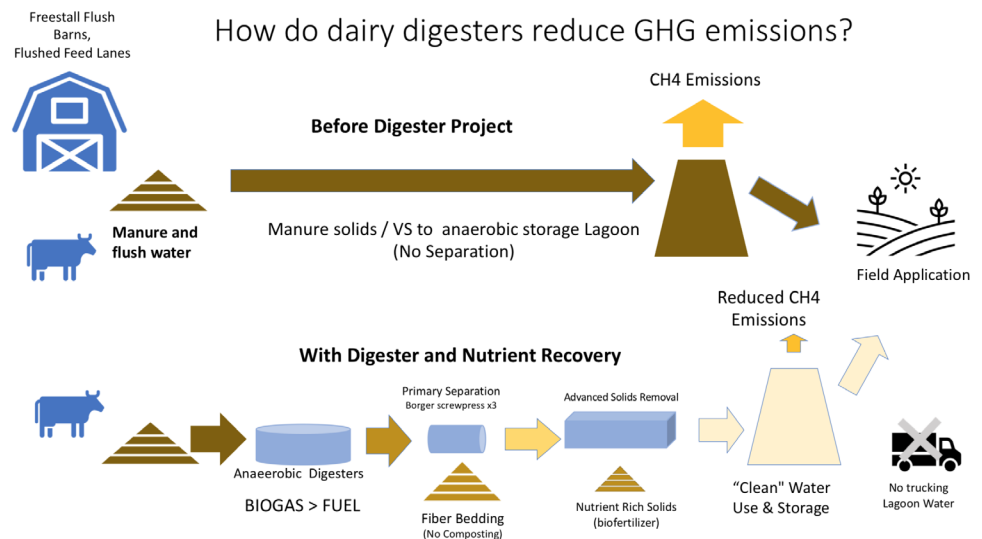 Freestall Flush
Barns,
Flushed Feed Lanes
How do dairy digesters reduce GHG emissions?
CH4 Emissions
Before Digester Project
Manure and
flush water
Manure solids / VS to anaerobic storage Lagoon
(No Separation)
Field Application
Reduced CH4
Emissions
With Digester and Nutrient Recovery
Primary Separation
Borger screwpress x3
Advanced Solids Removal
Anaeerobic Digesters
BIOGAS > FUEL
Fiber Bedding
(No Composting)
Nutrient Rich Solids
(biofertilizer)
“Clean" Water
Use & Storage
No trucking
Lagoon Water